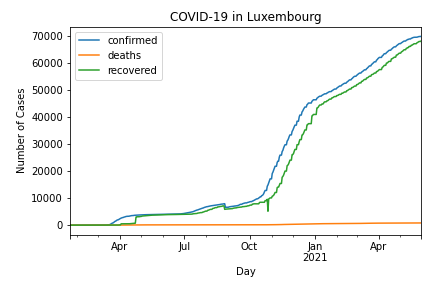 COVID-19 in Luxembourg
confirmed
deaths
recovered
Number of Cases
70000
60000
50000
40000
30000
20000
10000
0
Apr
Jul
Oct
Jan
2021
Apr
Day